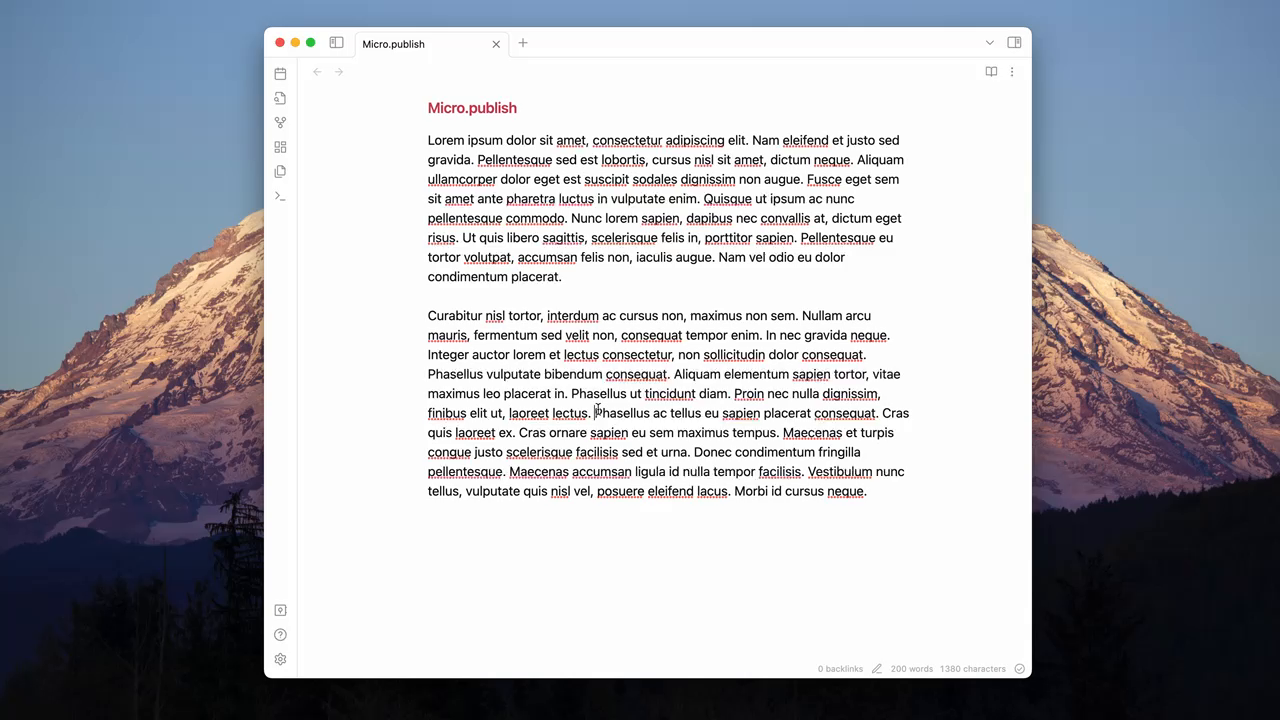 Micro.publish
Micro.publish
Lorem ipsum dolor sit amet, consectetur adipiscing elit. Nam eleifend et justo sed
gravida. Pellentesque sed est lobortis, cursus nisl sit amet, dictum neque. Aliquam
ullamcorper dolor eget est suscipit sodales dignissim non augue. Fusce eget sem
sit amet ante pharetra luctus in vulputate enim. Quisque ut ipsum ac nunc
pellentesque commodo. Nunc lorem sapien, dapibus nec convallis at, dictum eget
risus. Ut quis libero sagittis, scelerisque felis in, porttitor sapien. Pellentesque eu
tortor volutpat, accumsan felis non, iaculis augue. Nam vel odio eu dolor
condimentum placerat.
Curabitur nisl tortor, interdum ac cursus non, maximus non sem. Nullam arcu
mauris, fermentum sed velit non, consequat tempor enim. In nec gravida neque.
Integer auctor lorem et lectus consectetur, non sollicitudin dolor consequat.
Phasellus vulputate bibendum consequat. Aliquam elementum sapien tortor, vitae
maximus leo placerat in. Phasellus ut tincidunt diam. Proin nec nulla dignissim,
finibus elit ut, laoreet lectus. Phasellus ac tellus eu sapien placerat consequat. Cras
quis laoreet ex. Cras ornare sapien eu sem maximus tempus. Maecenas et turpis
congue justo scelerisque facilisis sed et urna. Donec condimentum fringilla
pellentesque. Maecenas accumsan ligula id nulla tempor facilisis. Vestibulum nunc
tellus, vulputate quis nisl vel, posuere eleifend lacus. Morbi id cursus neque.
0 backlinks 200 words 1380 characters